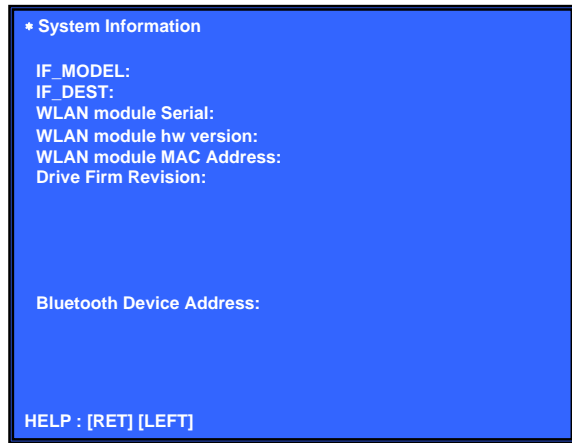 * System Information
IF_MODEL:
IF_DEST:
WLAN module Serial:
WLAN module hw version:
WLAN module MAC Address:
Drive Firm Revision:
Bluetooth Device Address:
HELP : [RET] [LEFT]